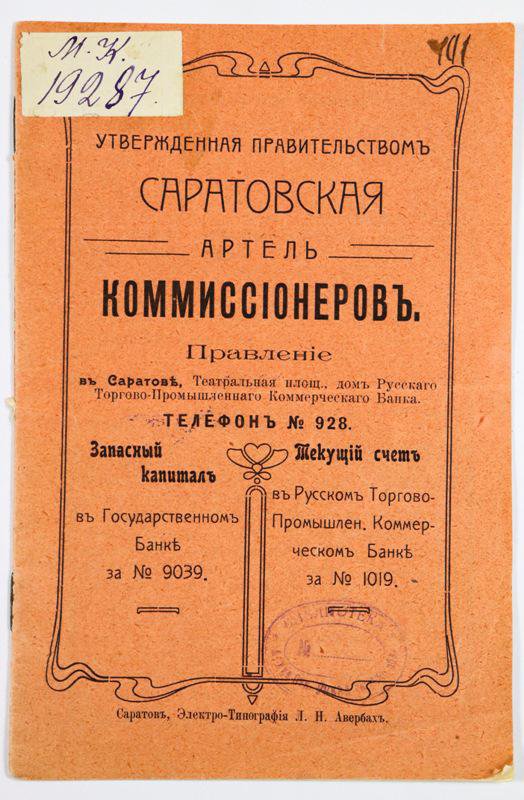 М. К.
19287.
191
УТВЕРЖДЕННАЯ ПРАВИТЕЛЬСТВОМЪ
САРАТОВСКАЯ
АРТЕЛЬ
КОММИССІОНЕРОВЪ.
Правленіе
въ Саратовѣ, Театральная площ., домъ Русскаго
Торгово-Промышленнаго Коммерческаго Банка.
ТЕЛЕФОНЪ № 928.
Запасный
капиталъ
въ Государственномъ
Банкѣ
за № 9039.
Текущій счетъ
въ Русскомъ Торгово-
Промышлен. Коммер-
ческомъ Банкѣ
за № 1019.
БИБЛІОТЕКА
№
Саратовъ, Электро-Типографія Л. Н. Авербахъ.